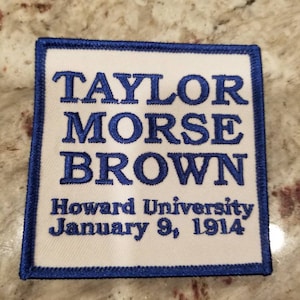 TAYLOR
MORSE
BROWN
Howard University
January 9, 1914